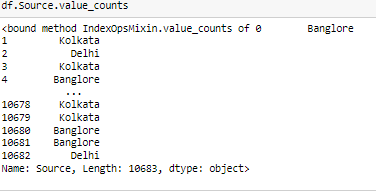 df.Source.value_counts
<bound method IndexOpsMixin.value_counts of 0        Banglore
1        Kolkata
2          Delhi
3        Kolkata
4       Banglore
          ...
10678    Kolkata
10679    Kolkata
10680   Banglore
10681   Banglore
10682      Delhi
Name: Source, Length: 10683, dtype: object>